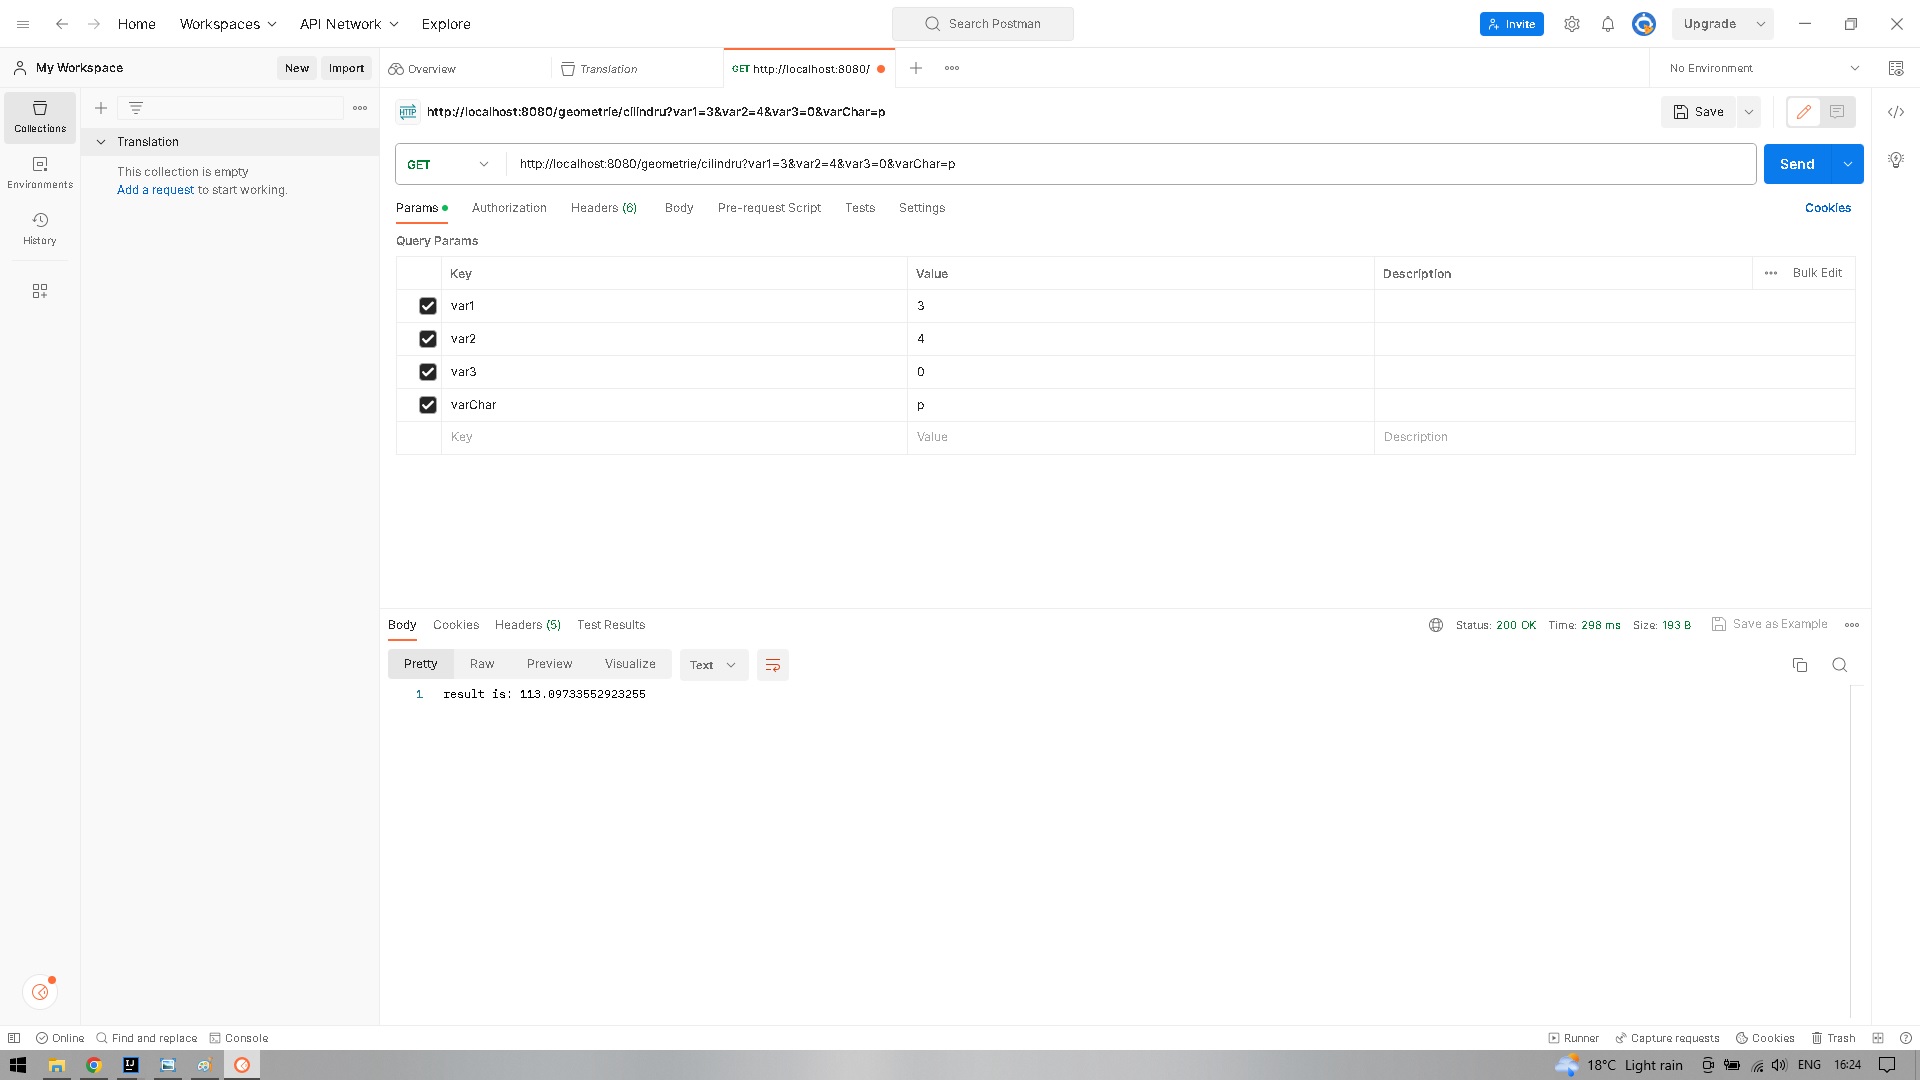 Home Workspaces API Network Explore Search Postman Invite Upgrade
My Workspace New Import Overview Translation GET http://localhost:8080/ No Environment
Collections
Environments
History
Translation
This collection is empty
Add a request to start working.
HTTP http://localhost:8080/geometrie/cilindru?var1=3&var2=4&var3=0&varChar=p Save
GET http://localhost:8080/geometrie/cilindru?var1=3&var2=4&var3=0&varChar=p Send
Params Authorization Headers (6) Body Pre-request Script Tests Settings Cookies
Query Params
Key Value Description Bulk Edit
var1 3
var2 4
var3 0
varChar p
Key Value Description
Body Cookies Headers (5) Test Results Status: 200 OK Time: 298 ms Size: 193 B Save as Example
Pretty Raw Preview Visualize Text
1 result is: 113.09733552923255
Online Find and replace Console Runner Capture requests Cookies Trash
IJ 18°C Light rain ENG 16:24